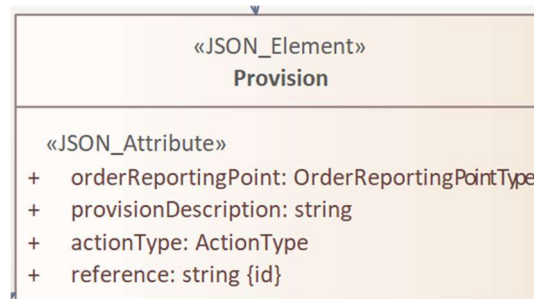 «JSON_Element»
Provision
«JSON_Attribute»
+ orderReportingPoint: OrderReportingPointType
+ provisionDescription: string
+ actionType: ActionType
+ reference: string {id}